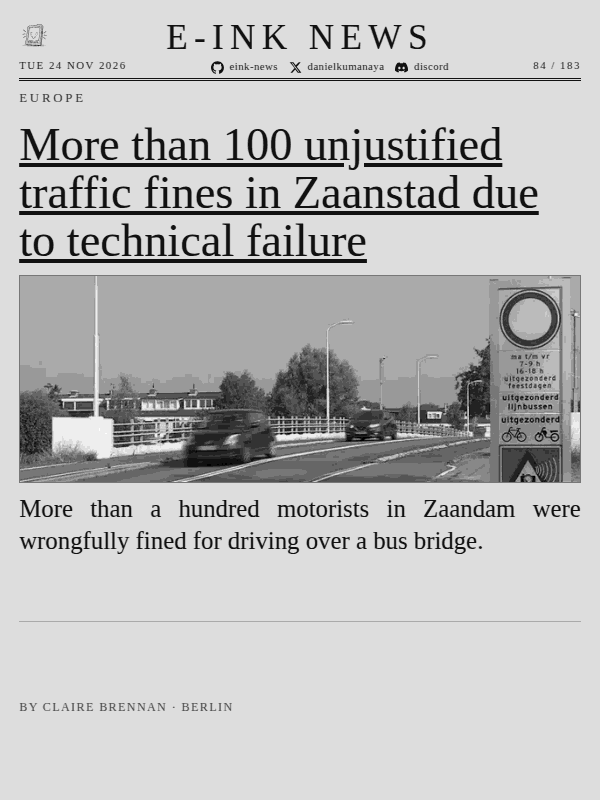 E-INK NEWS
TUE 24 NOV 2026
eink-news danielkumanaya discord
84 / 183
EUROPE
More than 100 unjustified
traffic fines in Zaanstad due
to technical failure
ma t/m vr
7-9 h
16-18 h
uitgezonderd
feestdagen
uitgezonderd
lijnbussen
uitgezonderd
More than a hundred motorists in Zaandam were
wrongfully fined for driving over a bus bridge.
BY CLAIRE BRENNAN · BERLIN